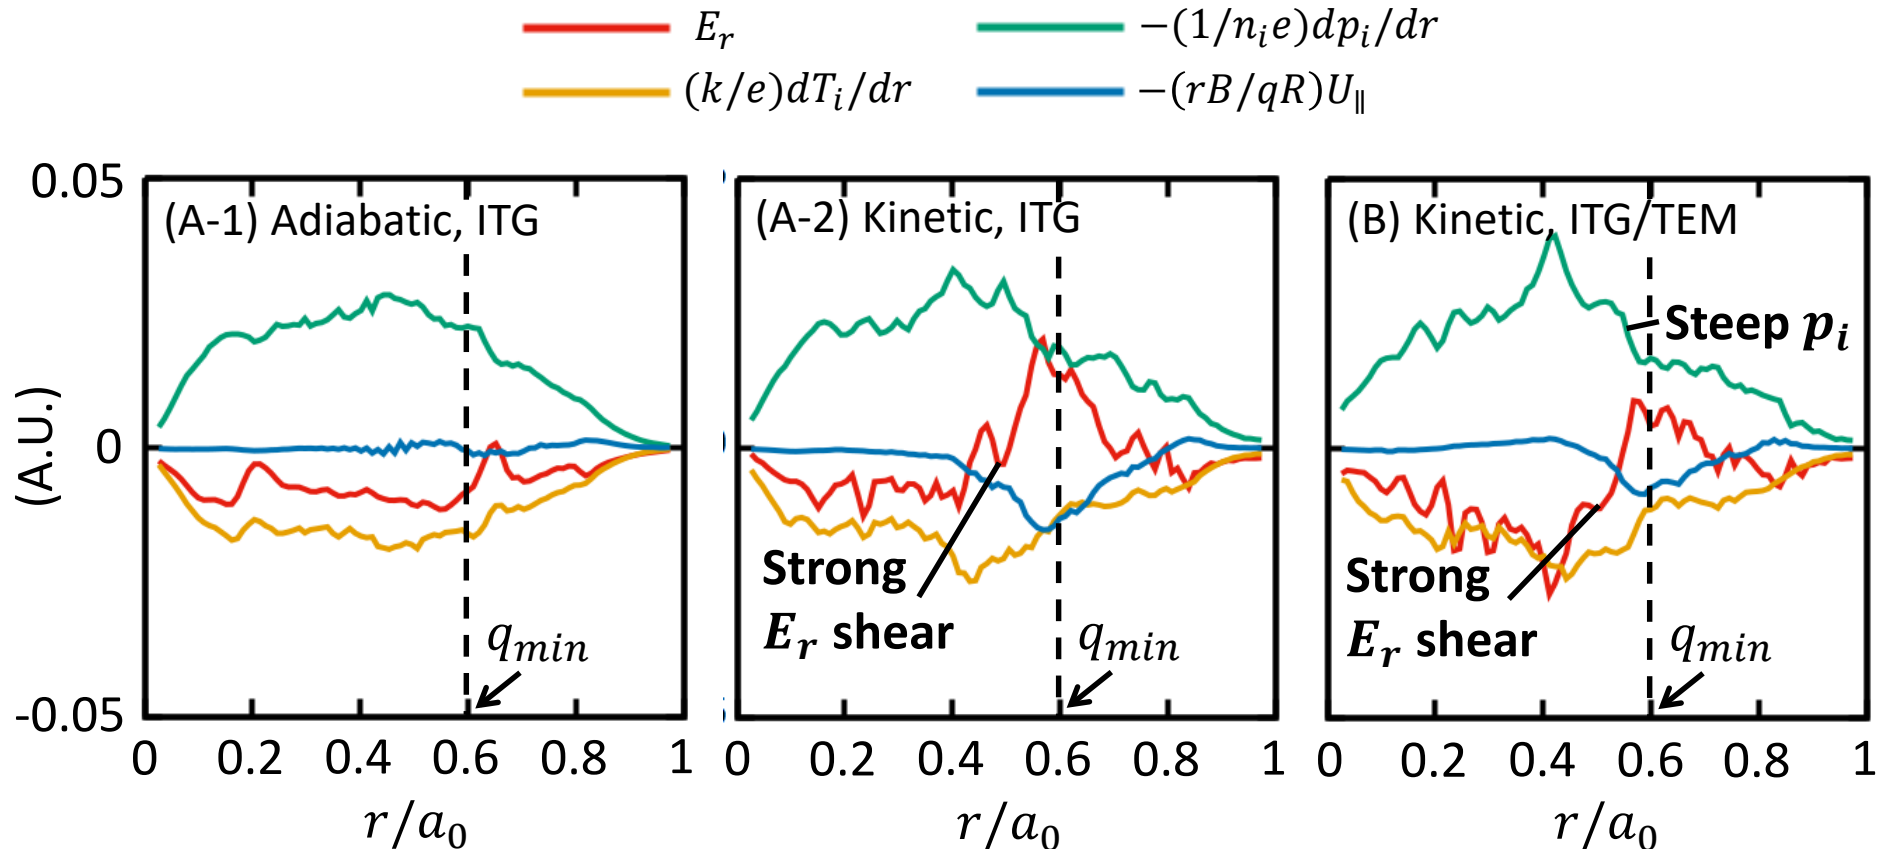 E_r −(1/n_i e)dp_i/dr
(k/e)dT_i/dr −(rB/qR)U_∥
0.05
(A-1) Adiabatic, ITG
(A-2) Kinetic, ITG
(B) Kinetic, ITG/TEM
Steep p_i
0
(A.U.)
Strong
E_r shear
Strong
E_r shear
q_min
q_min
q_min
-0.05
0 0.2 0.4 0.6 0.8 1
0 0.2 0.4 0.6 0.8 1
0 0.2 0.4 0.6 0.8 1
r/a_0
r/a_0
r/a_0